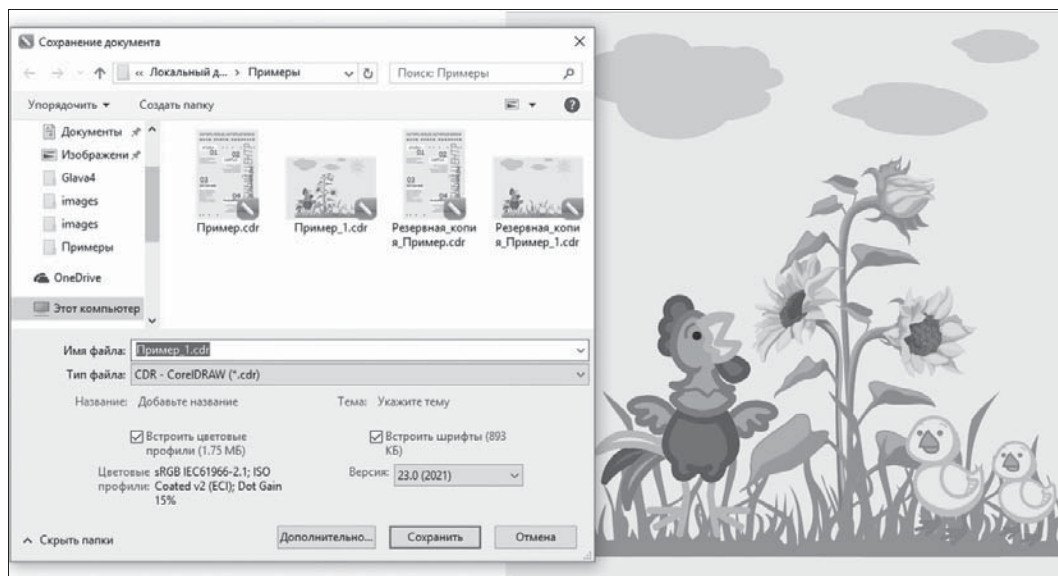 Сохранение документа
« Локальный д... > Примеры
Поиск: Примеры
Упорядочить
Создать папку
Документы
Изображени
Glava4
images
images
Примеры
OneDrive
Этот компьютер
Пример.cdr
Пример_1.cdr
Резервная_копи
я_Пример.cdr
Резервная_копи
я_Пример_1.cdr
Имя файла: Пример_1.cdr
Тип файла: CDR - CorelDRAW (*.cdr)
Название: Добавьте название
Тема: Укажите тему
Встроить цветовые
профили (1.75 МБ)
Встроить шрифты (893
КБ)
Цветовые sRGB IEC61966-2.1; ISO
профили: Coated v2 (ECI); Dot Gain
15%
Версия: 23.0 (2021)
Скрыть папки
Дополнительно...
Сохранить
Отмена